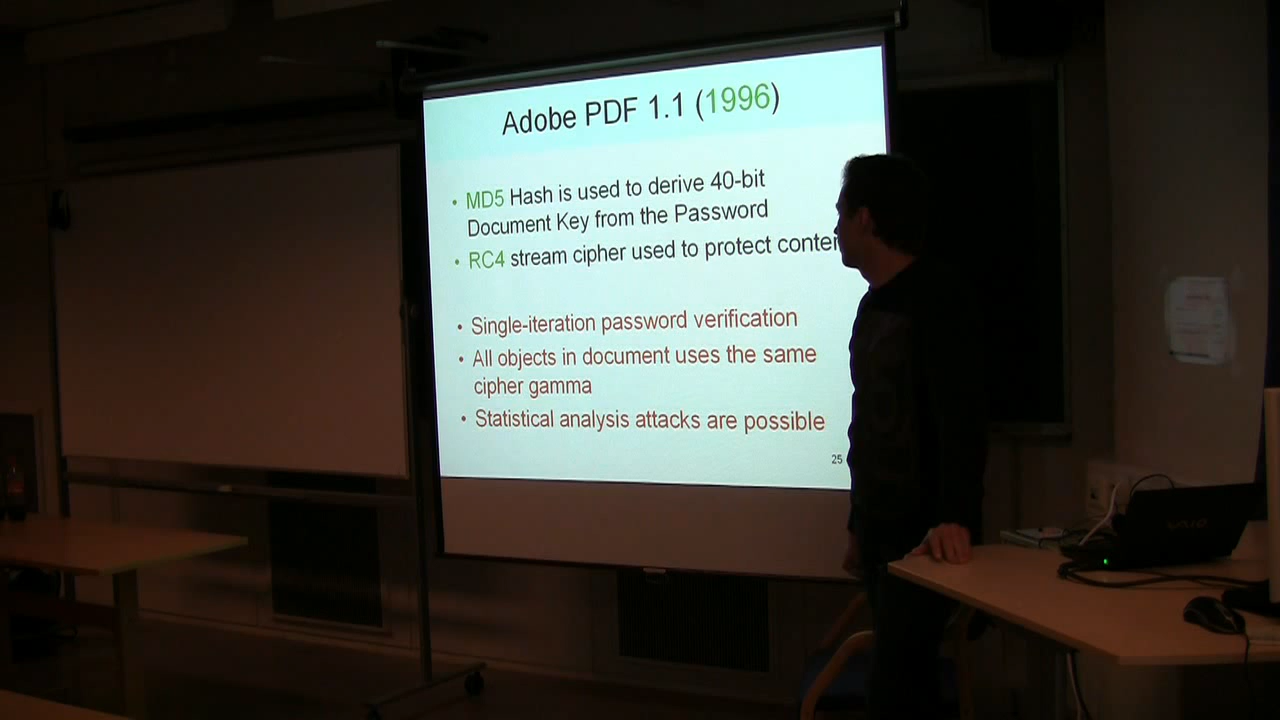 Adobe PDF 1.1 (1996)
• MD5 Hash is used to derive 40-bit
Document Key from the Password
• RC4 stream cipher used to protect conten
• Single-iteration password verification
• All objects in document uses the same
cipher gamma
• Statistical analysis attacks are possible
25
VAIO